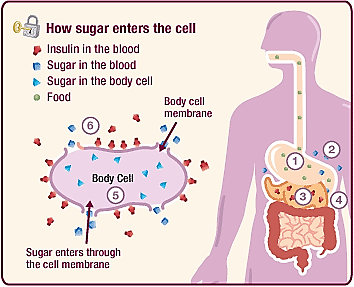 How sugar enters the cell
Insulin in the blood
Sugar in the blood
Sugar in the body cell
Food
6
Body cell
membrane
Body Cell
5
Sugar enters through
the cell membrane
1
2
3
4